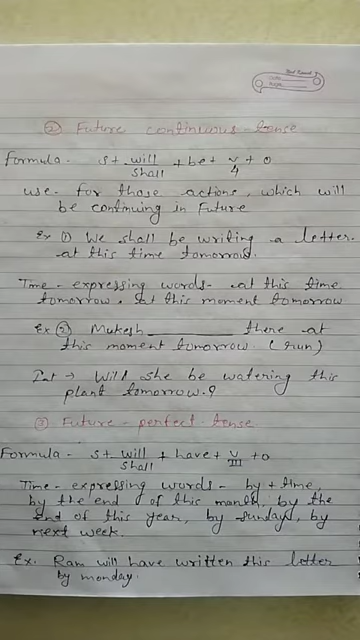 ② Future continuous tense
Formula - S + will/shall + be + V/4 + o
use - for those actions, which will
be continuing in Future
Ex ① We shall be writing a letter
at this time tomorrow.
Time - expressing words - at this time
tomorrow, at this moment tomorrow
Ex ② Mukesh ________ there at
this moment tomorrow. (run)
Int → Will she be watering this
plant tomorrow?
③ Future - perfect tense
Formula - S + will/shall + have + V/III + o
Time - expressing words - by + time,
by the end of this month, by the
end of this year, by sunday, by
next week.
Ex. Ram will have written this letter
by monday.